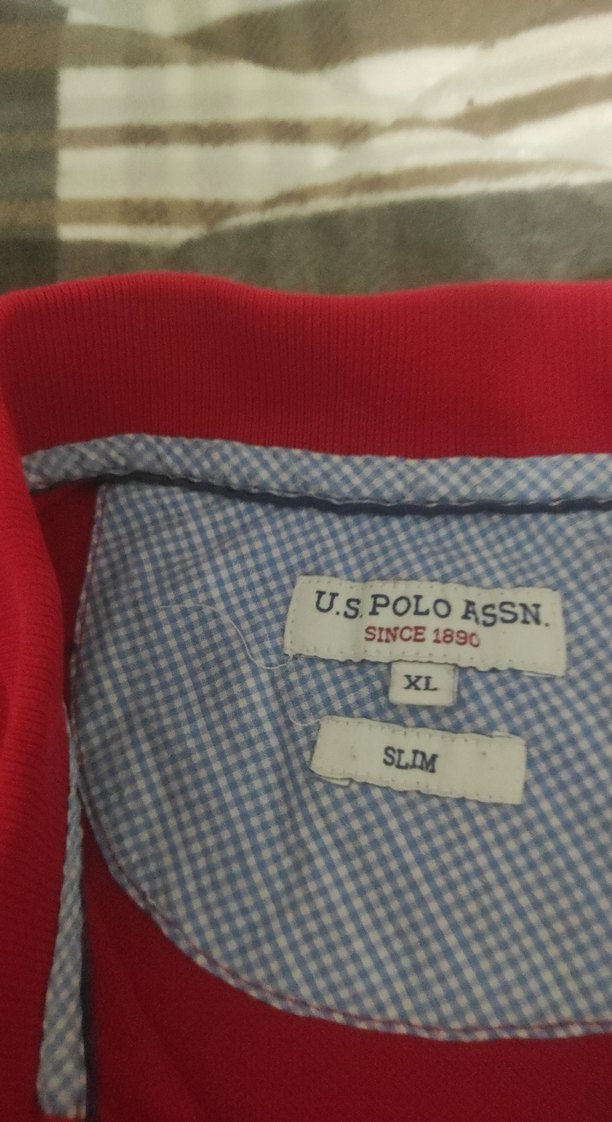 U.S. POLO ASSN.
SINCE 1890
XL
SLIM